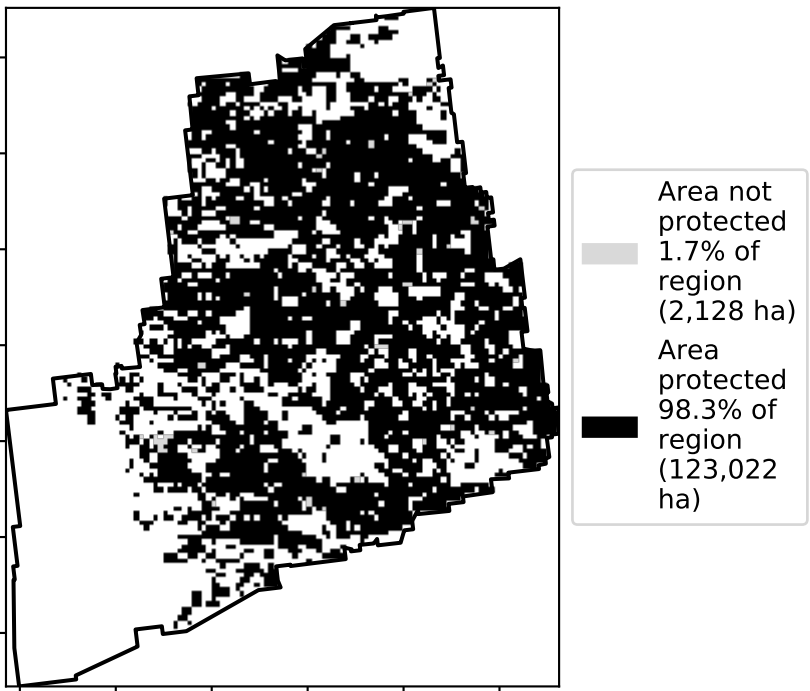 Area not
protected
1.7% of
region
(2,128 ha)
Area
protected
98.3% of
region
(123,022
ha)